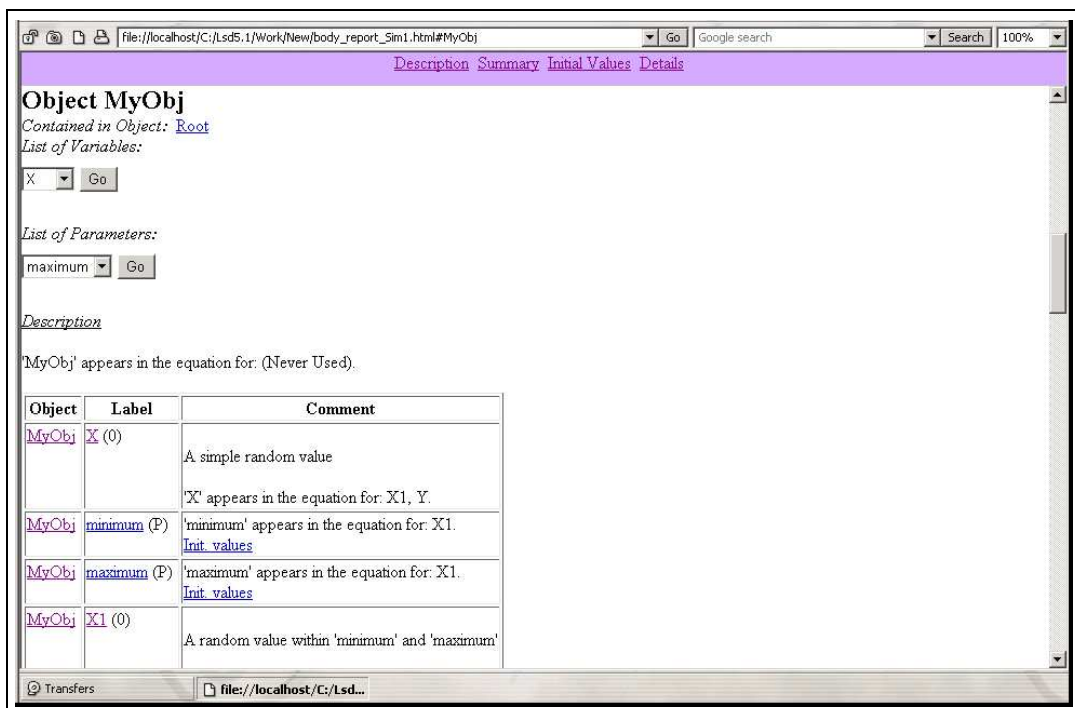 file://localhost/C:/Lsd5.1/Work/New/body_report_Sim1.html#MyObj Go Google search Search 100%
Description Summary Initial Values Details
Object MyObj
Contained in Object: Root
List of Variables:
X Go
List of Parameters:
maximum Go
Description
'MyObj' appears in the equation for: (Never Used).
Object Label Comment
MyObj X (0)
A simple random value
'X' appears in the equation for: X1, Y.
MyObj minimum (P) 'minimum' appears in the equation for: X1.
Init. values
MyObj maximum (P) 'maximum' appears in the equation for: X1.
Init. values
MyObj X1 (0)
A random value within 'minimum' and 'maximum'
Transfers file://localhost/C:/Lsd...